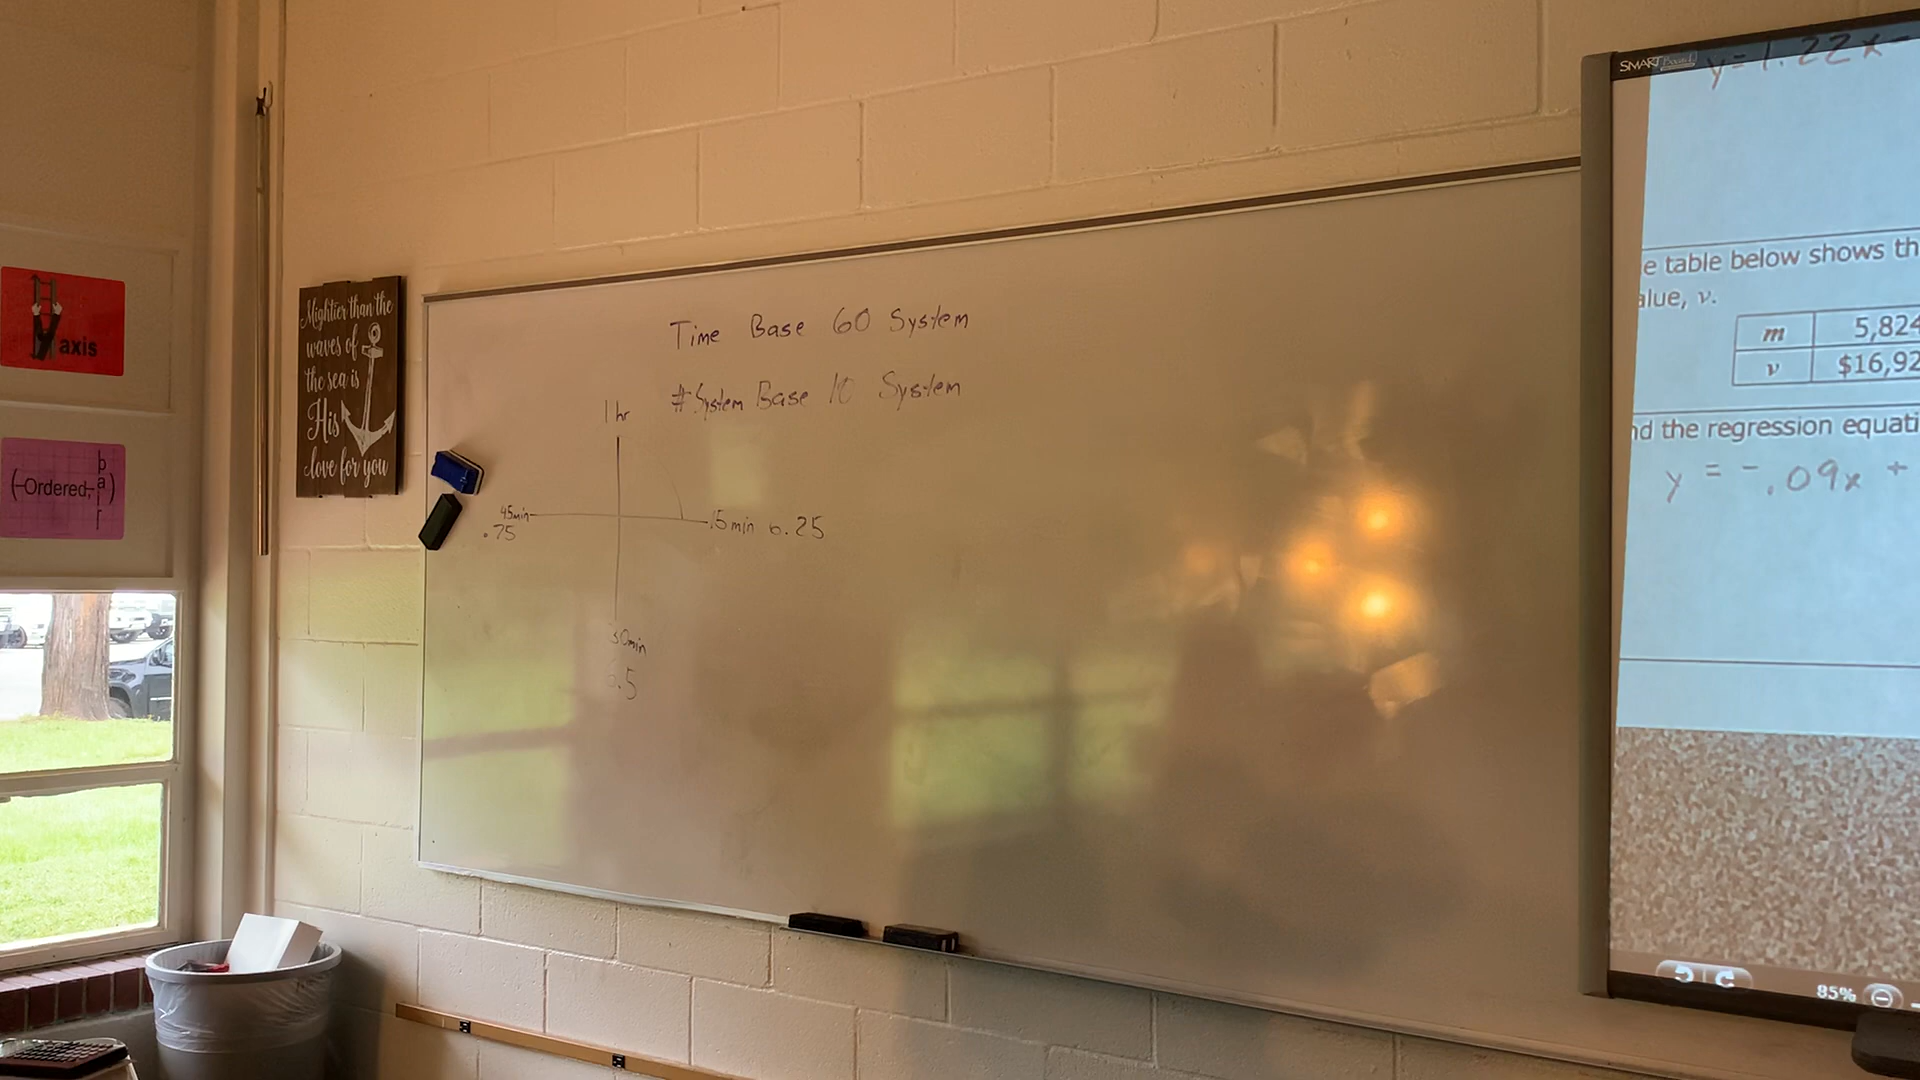 y axis
(-Ordered,-)
pair
Mightier than the
waves of
the sea is
His
love for you
Time Base 60 System
# System Base 10 System
1 hr
45min
.75
15min 0.25
30min
0.5
SMART Board
y = 1.22x -
e table below shows th
alue, v.
m 5,824
v $16,92
nd the regression equati
y = -.09x +
85%